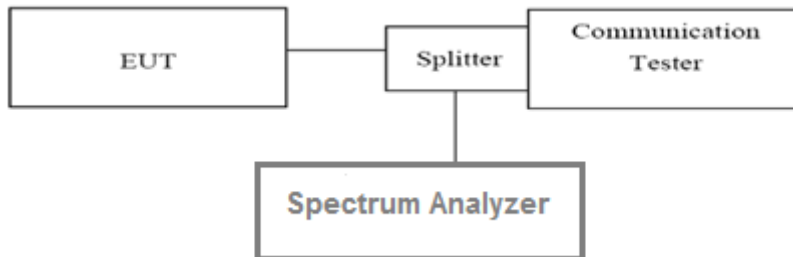 EUT
Splitter
Communication
Tester
Spectrum Analyzer